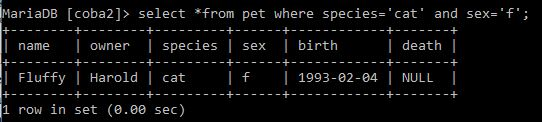 MariaDB [coba2]> select *from pet where species='cat' and sex='f';
+--------+--------+---------+------+------------+-------+
| name   | owner  | species | sex  | birth      | death |
+--------+--------+---------+------+------------+-------+
| Fluffy | Harold | cat     | f    | 1993-02-04 | NULL  |
+--------+--------+---------+------+------------+-------+
1 row in set (0.00 sec)